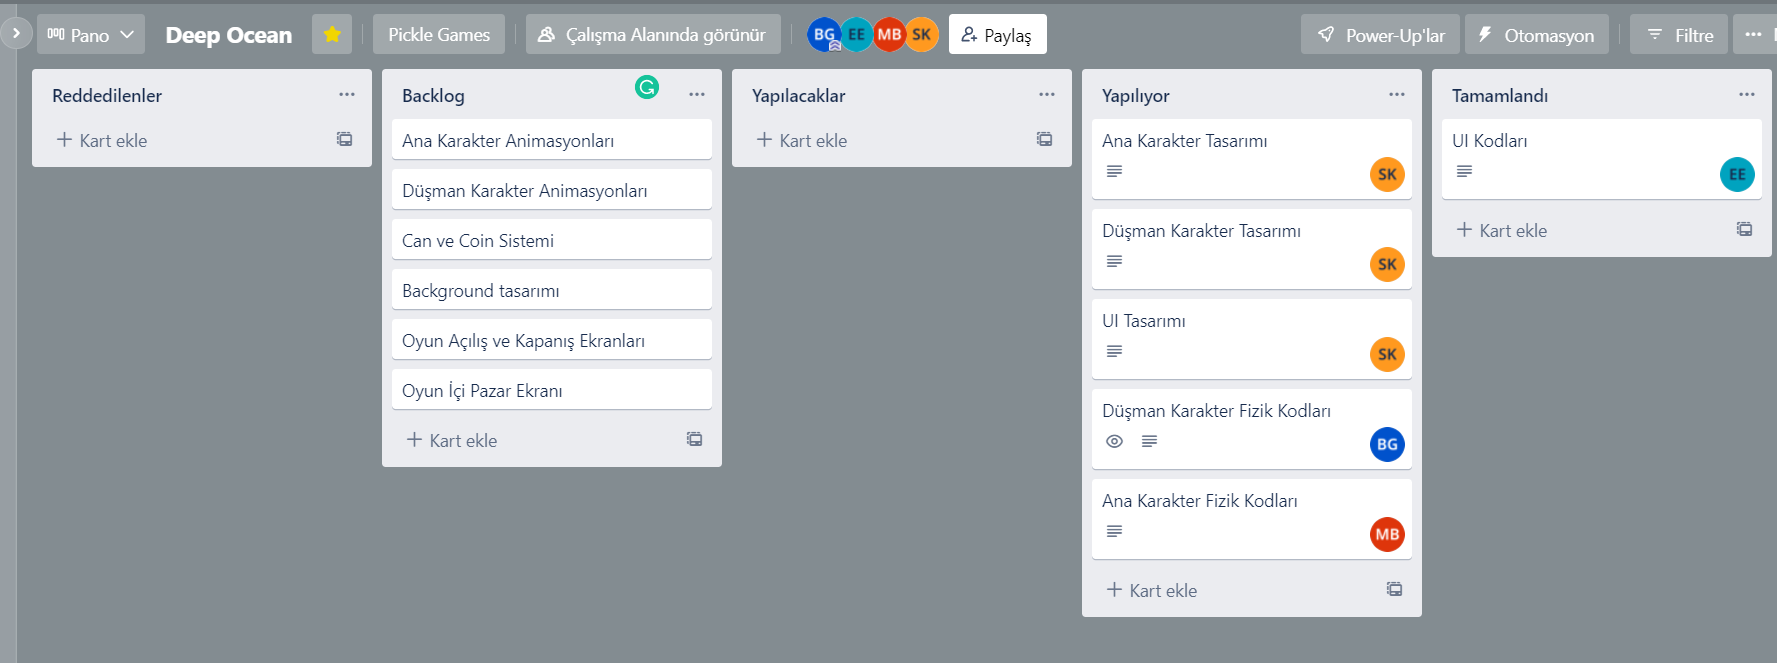 Pano
Deep Ocean
Pickle Games
Çalışma Alanında görünür
BG
EE
MB
SK
Paylaş
Power-Up'lar
Otomasyon
Filtre
Reddedilenler
Kart ekle
Backlog
Ana Karakter Animasyonları
Düşman Karakter Animasyonları
Can ve Coin Sistemi
Background tasarımı
Oyun Açılış ve Kapanış Ekranları
Oyun İçi Pazar Ekranı
Kart ekle
Yapılacaklar
Kart ekle
Yapılıyor
Ana Karakter Tasarımı
SK
Düşman Karakter Tasarımı
SK
UI Tasarımı
SK
Düşman Karakter Fizik Kodları
BG
Ana Karakter Fizik Kodları
MB
Kart ekle
Tamamlandı
UI Kodları
EE
Kart ekle